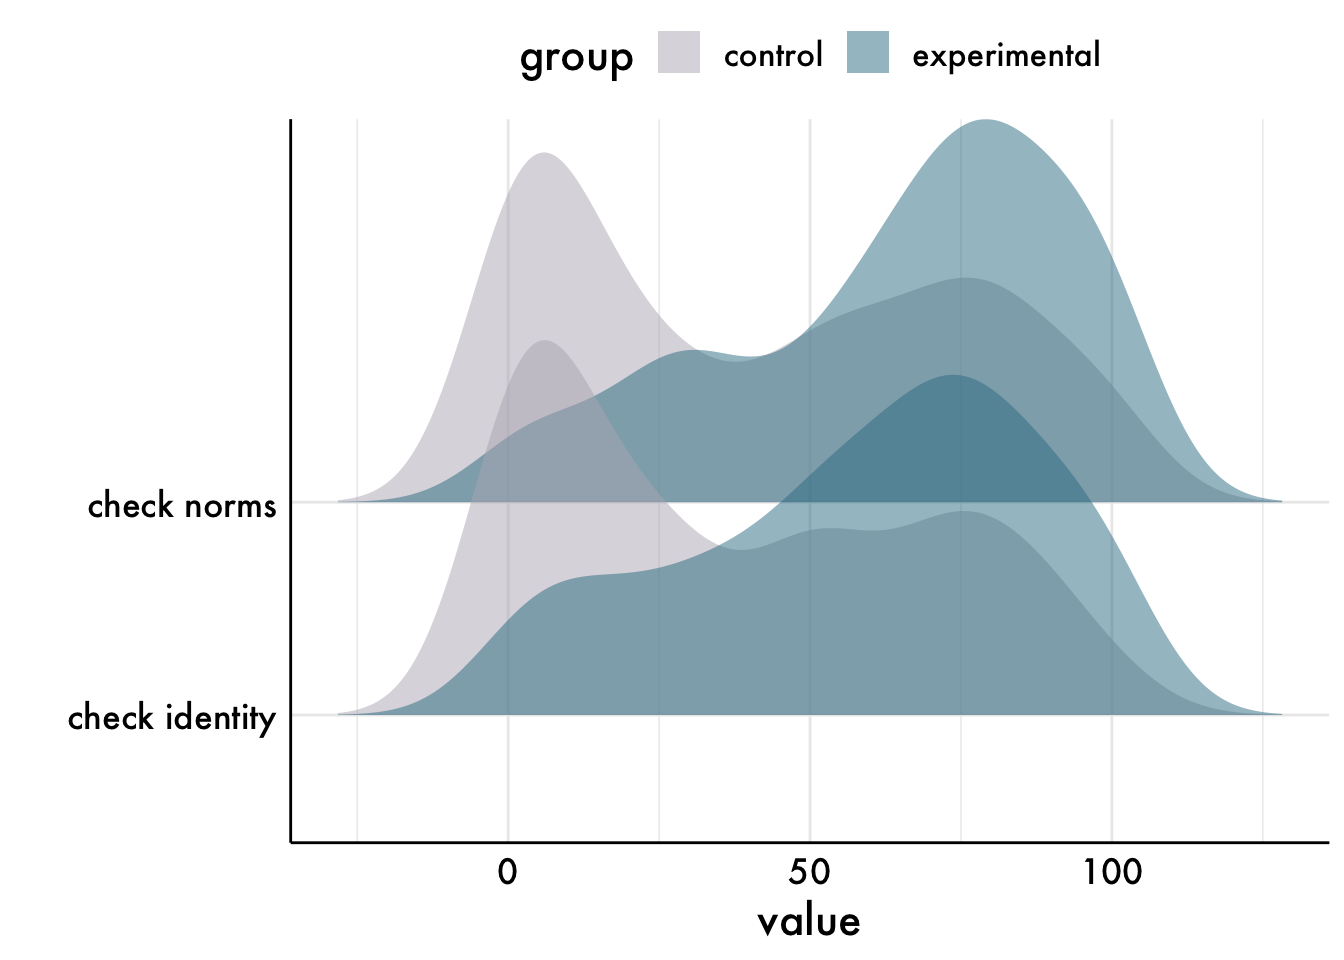 group control experimental
check norms
check identity
0 50 100
value